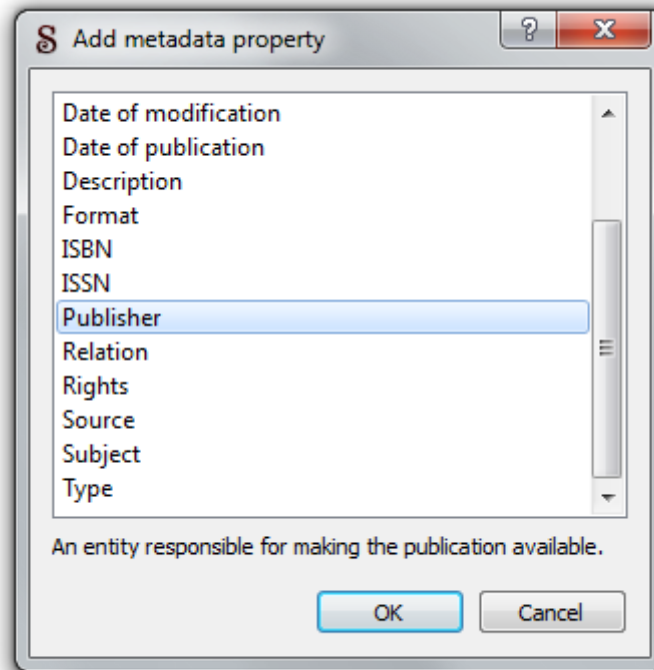 S Add metadata property
Date of modification
Date of publication
Description
Format
ISBN
ISSN
Publisher
Relation
Rights
Source
Subject
Type
An entity responsible for making the publication available.
OK Cancel